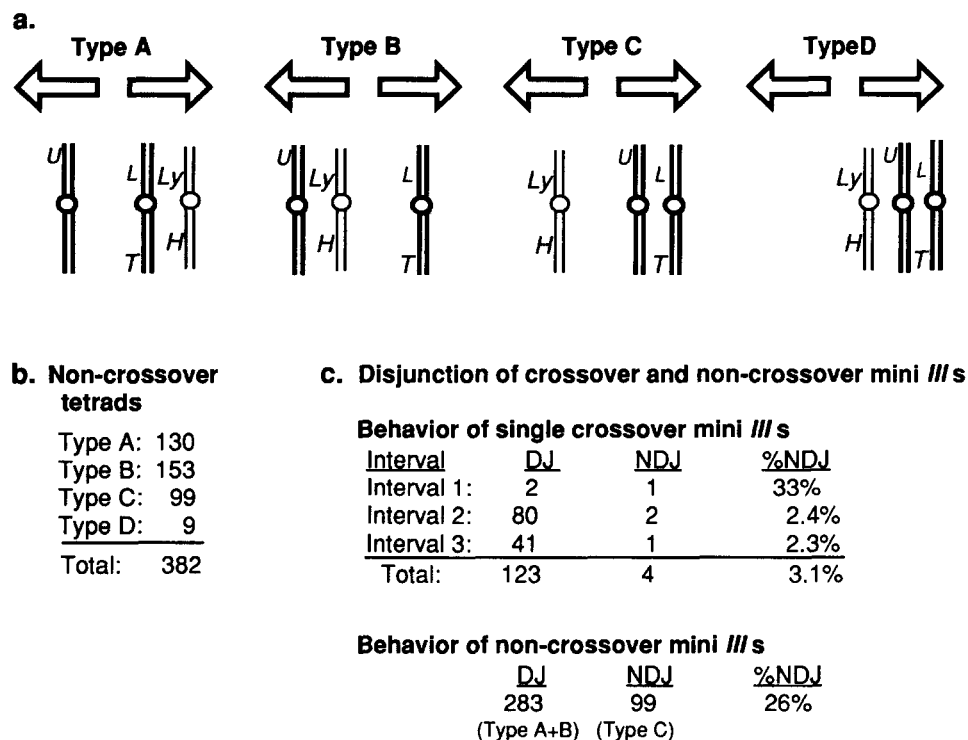 a.
Type A Type B Type C TypeD
U L Ly U Ly L Ly U L Ly U L
T H H T H T H T
b. Non-crossover tetrads
Type A: 130
Type B: 153
Type C: 99
Type D: 9
Total: 382
c. Disjunction of crossover and non-crossover mini III s
Behavior of single crossover mini III s
Interval DJ NDJ %NDJ
Interval 1: 2 1 33%
Interval 2: 80 2 2.4%
Interval 3: 41 1 2.3%
Total: 123 4 3.1%
Behavior of non-crossover mini III s
DJ NDJ %NDJ
283 99 26%
(Type A+B) (Type C)